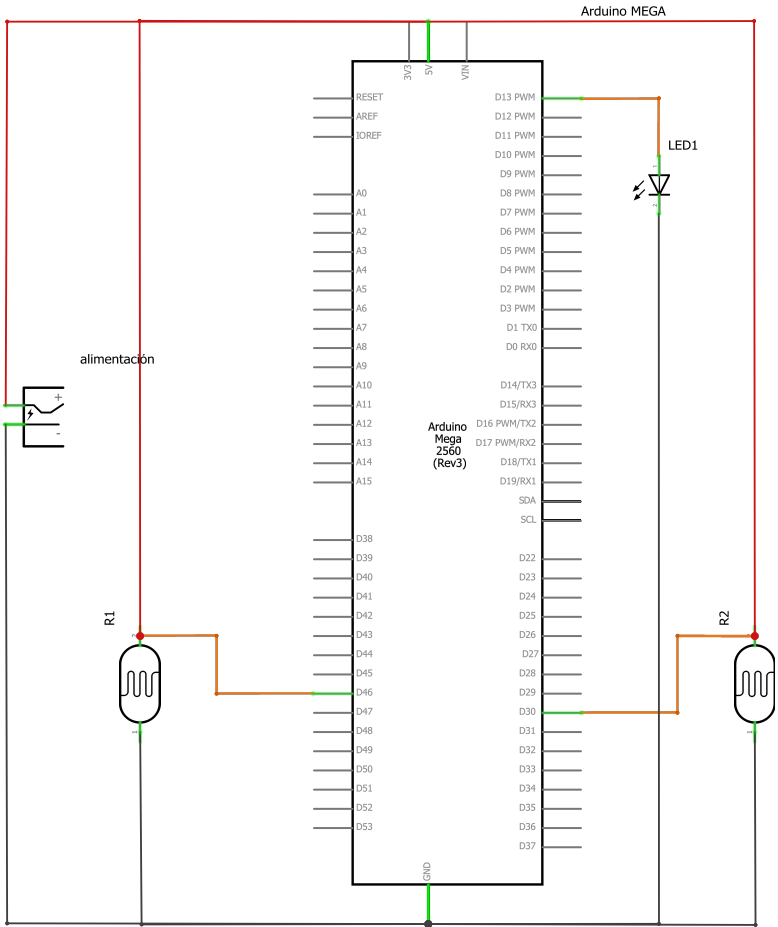 Arduino MEGA
3V3
5V
VIN
RESET
AREF
IOREF
A0
A1
A2
A3
A4
A5
A6
A7
A8
A9
A10
A11
A12
A13
A14
A15
D38
D39
D40
D41
D42
D43
D44
D45
D46
D47
D48
D49
D50
D51
D52
D53
D13 PWM
D12 PWM
D11 PWM
D10 PWM
D9 PWM
D8 PWM
D7 PWM
D6 PWM
D5 PWM
D4 PWM
D2 PWM
D3 PWM
D1 TX0
D0 RX0
D14/TX3
D15/RX3
D16 PWM/TX2
D17 PWM/RX2
D18/TX1
D19/RX1
SDA
SCL
D22
D23
D24
D25
D26
D27
D28
D29
D30
D31
D32
D33
D34
D35
D36
D37
GND
Arduino
Mega
2560
(Rev3)
LED1
1
2
alimentación
+
-
R1
2
1
R2
1